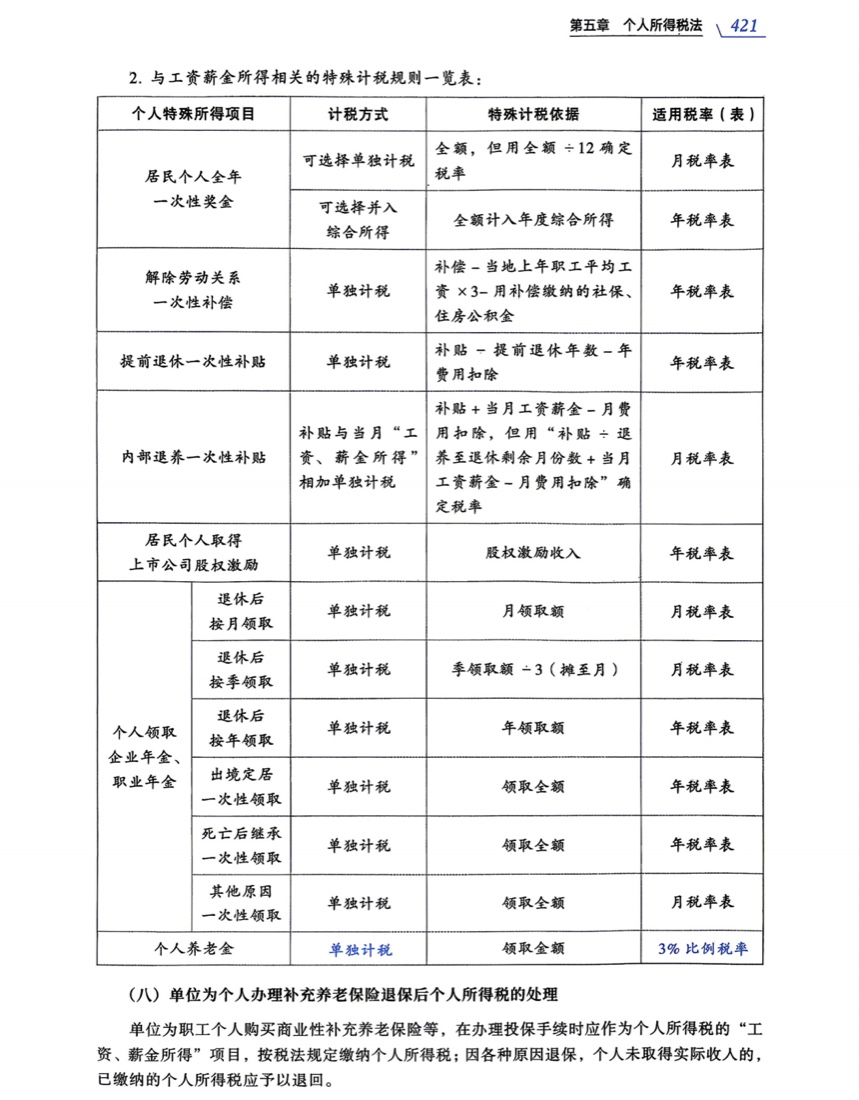 第五章 个人所得税法 421
2. 与工资薪金所得相关的特殊计税规则一览表：
个人特殊所得项目 计税方式 特殊计税依据 适用税率（表）
居民个人全年
一次性奖金
可选择单独计税
全额，但用全额 ÷12 确定
税率
月税率表
可选择并入
综合所得
全额计入年度综合所得
年税率表
解除劳动关系
一次性补偿
单独计税
补偿 – 当地上年职工平均工
资 ×3– 用补偿缴纳的社保、
住房公积金
年税率表
提前退休一次性补贴
单独计税
补贴 ÷ 提前退休年数 – 年
费用扣除
年税率表
内部退养一次性补贴
补贴与当月“工
资、薪金所得”
相加单独计税
补贴 + 当月工资薪金 – 月费
用扣除，但用“补贴 ÷ 退
养至退休剩余月份数 + 当月
工资薪金 – 月费用扣除”确
定税率
月税率表
居民个人取得
上市公司股权激励
单独计税
股权激励收入
年税率表
个人领取
企业年金、
职业年金
退休后
按月领取
单独计税
月领取额
月税率表
退休后
按季领取
单独计税
季领取额 ÷3（摊至月）
月税率表
退休后
按年领取
单独计税
年领取额
年税率表
出境定居
一次性领取
单独计税
领取全额
年税率表
死亡后继承
一次性领取
单独计税
领取全额
年税率表
其他原因
一次性领取
单独计税
领取全额
月税率表
个人养老金 单独计税 领取金额 3% 比例税率
（八）单位为个人办理补充养老保险退保后个人所得税的处理
单位为职工个人购买商业性补充养老保险等，在办理投保手续时应作为个人所得税的“工
资、薪金所得”项目，按税法规定缴纳个人所得税；因各种原因退保，个人未取得实际收人的，
已缴纳的个人所得税应予以退回。